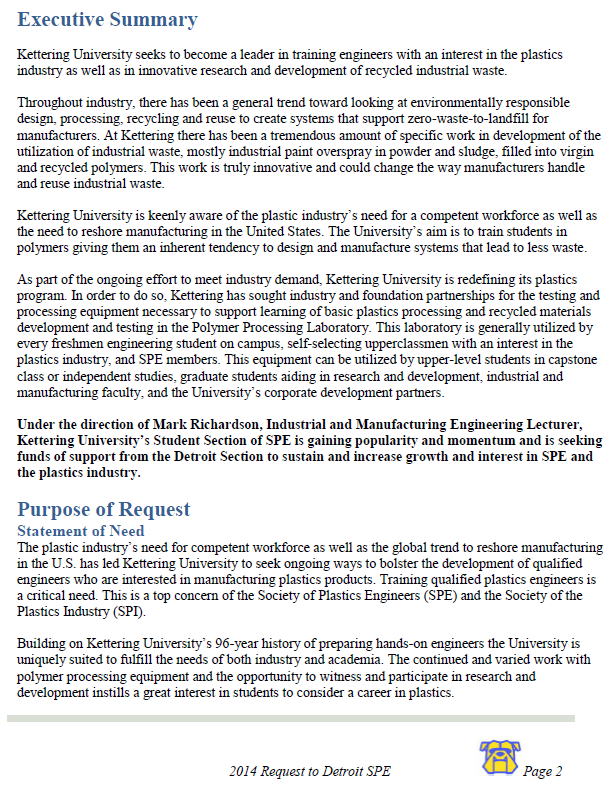 Executive Summary
Kettering University seeks to become a leader in training engineers with an interest in the plastics
industry as well as in innovative research and development of recycled industrial waste.
Throughout industry, there has been a general trend toward looking at environmentally responsible
design, processing, recycling and reuse to create systems that support zero-waste-to-landfill for
manufacturers. At Kettering there has been a tremendous amount of specific work in development of the
utilization of industrial waste, mostly industrial paint overspray in powder and sludge, filled into virgin
and recycled polymers. This work is truly innovative and could change the way manufacturers handle
and reuse industrial waste.
Kettering University is keenly aware of the plastic industry's need for a competent workforce as well as
the need to reshore manufacturing in the United States. The University's aim is to train students in
polymers giving them an inherent tendency to design and manufacture systems that lead to less waste.
As part of the ongoing effort to meet industry demand, Kettering University is redefining its plastics
program. In order to do so, Kettering has sought industry and foundation partnerships for the testing and
processing equipment necessary to support learning of basic plastics processing and recycled materials
development and testing in the Polymer Processing Laboratory. This laboratory is generally utilized by
every freshmen engineering student on campus, self-selecting upperclassmen with an interest in the
plastics industry, and SPE members. This equipment can be utilized by upper-level students in capstone
class or independent studies, graduate students aiding in research and development, industrial and
manufacturing faculty, and the University's corporate development partners.
Under the direction of Mark Richardson, Industrial and Manufacturing Engineering Lecturer,
Kettering University's Student Section of SPE is gaining popularity and momentum and is seeking
funds of support from the Detroit Section to sustain and increase growth and interest in SPE and
the plastics industry.
Purpose of Request
Statement of Need
The plastic industry's need for competent workforce as well as the global trend to reshore manufacturing
in the U.S. has led Kettering University to seek ongoing ways to bolster the development of qualified
engineers who are interested in manufacturing plastics products. Training qualified plastics engineers is
a critical need. This is a top concern of the Society of Plastics Engineers (SPE) and the Society of the
Plastics Industry (SPI).
Building on Kettering University's 96-year history of preparing hands-on engineers the University is
uniquely suited to fulfill the needs of both industry and academia. The continued and varied work with
polymer processing equipment and the opportunity to witness and participate in research and
development instills a great interest in students to consider a career in plastics.
2014 Request to Detroit SPE Page 2